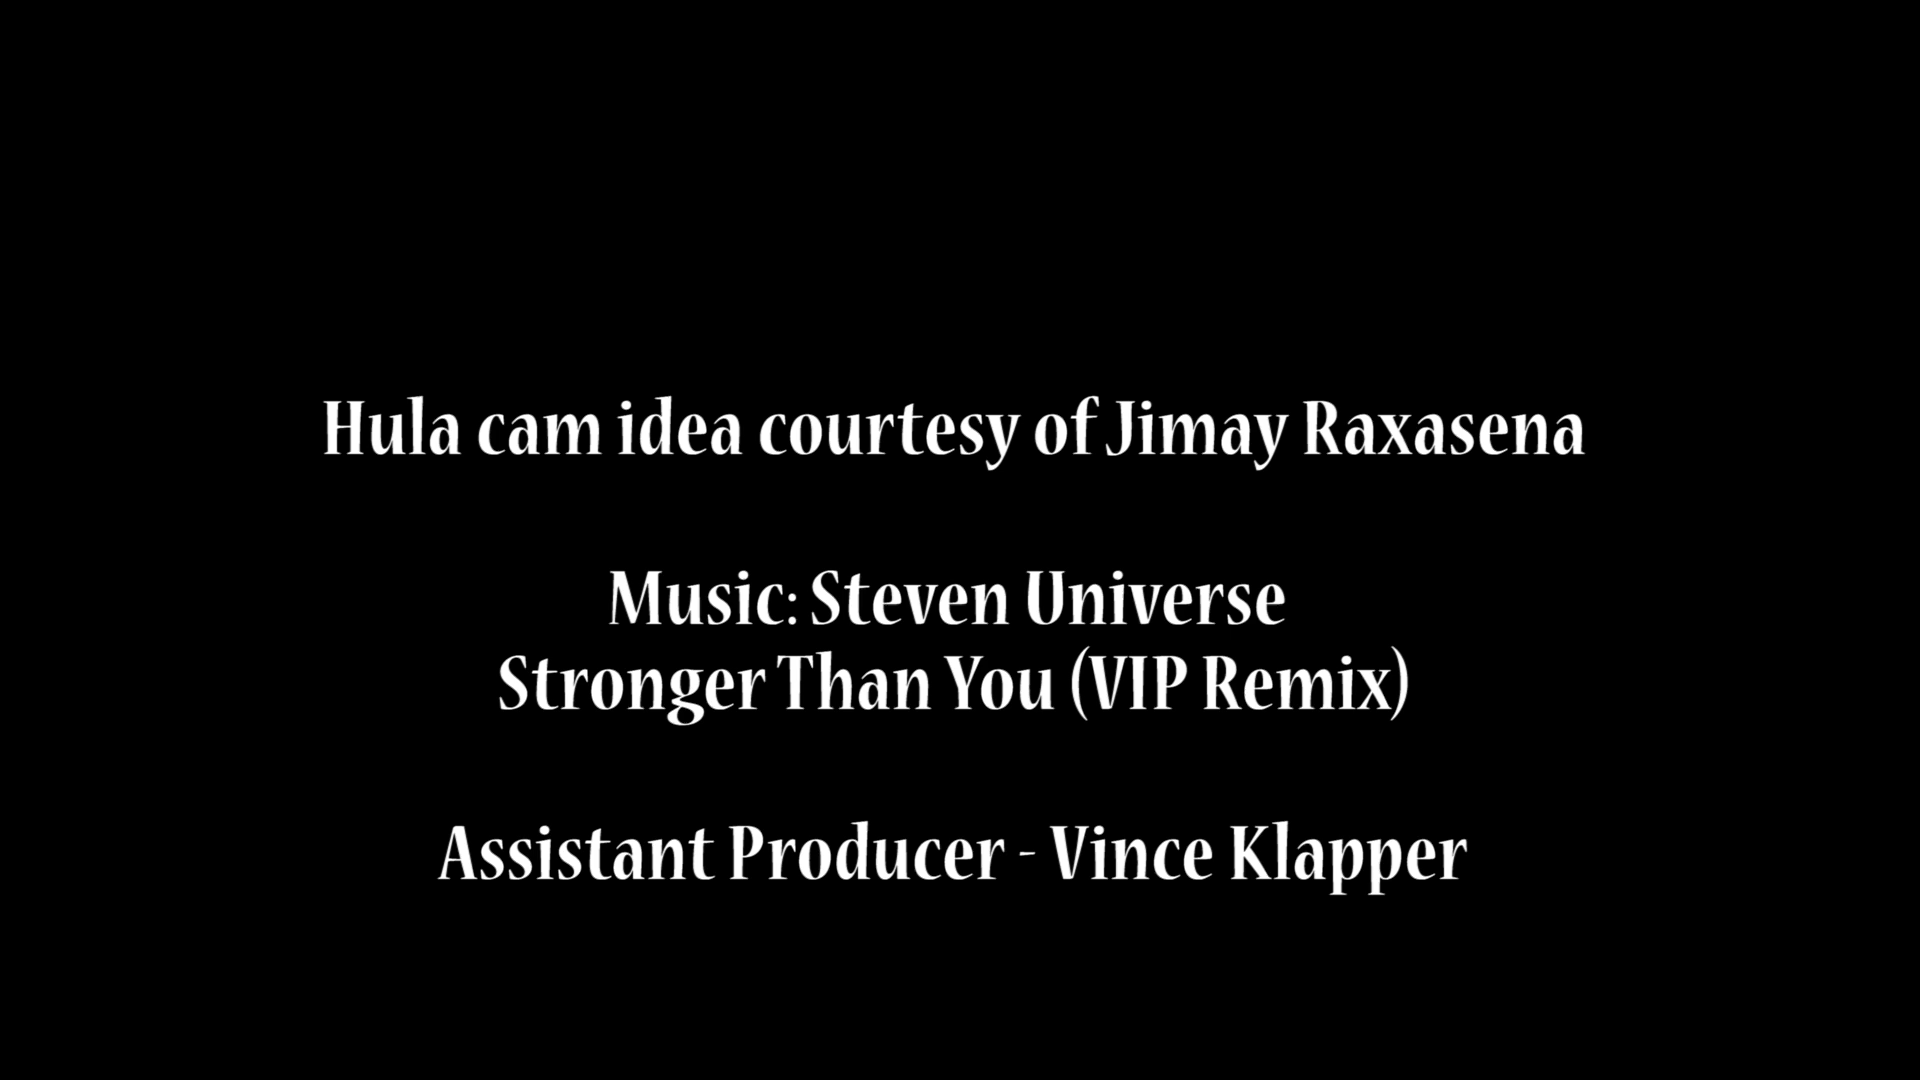 Hula cam idea courtesy of Jimay Raxasena
Music: Steven Universe
Stronger Than You (VIP Remix)
Assistant Producer - Vince Klapper